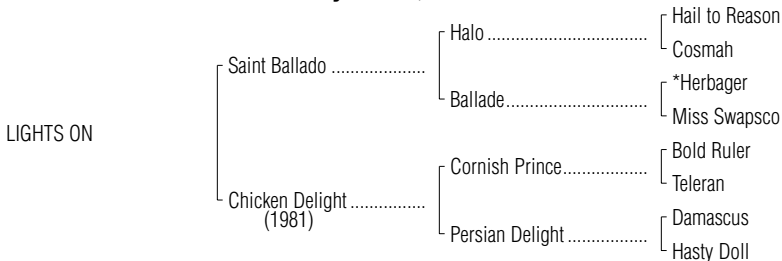 Hail to Reason
Halo ..................................
Cosmah
Saint Ballado ....................
*Herbager
Ballade..............................
Miss Swapsco
LIGHTS ON
Bold Ruler
Cornish Prince..................
Teleran
Chicken Delight ................
(1981)
Damascus
Persian Delight .................
Hasty Doll